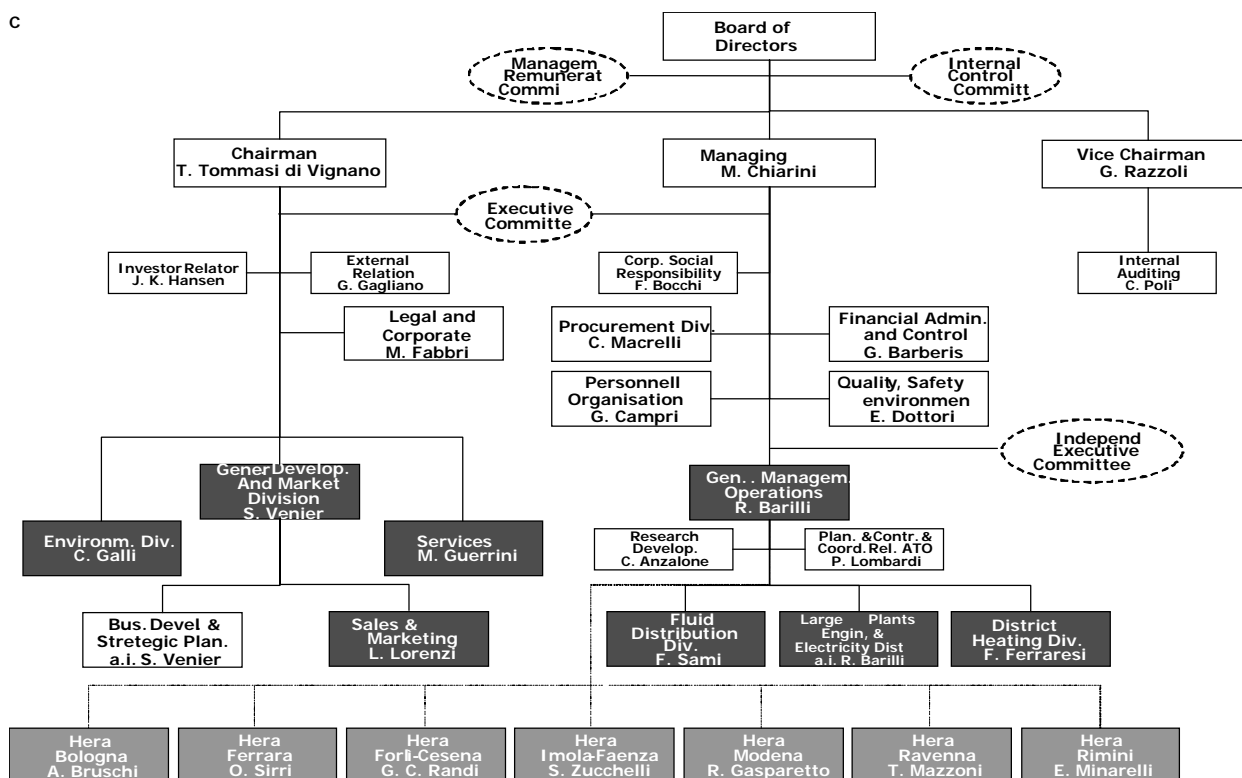 C
Board of
Directors
Managem
Remunerat
Commi
Internal
Control
Committ
Chairman
T. Tommasi di Vignano
Managing
M. Chiarini
Vice Chairman
G. Razzoli
Executive
Committe
Investor Relator
J. K. Hansen
External
Relation
G. Gagliano
Corp. Social
Responsibility
F. Bocchi
Internal
Auditing
C. Poli
Legal and
Corporate
M. Fabbri
Procurement Div.
C. Macrelli
Financial Admin.
and Control
G. Barberis
Personnell
Organisation
G. Campri
Quality, Safety
environmen
E. Dottori
Independ
Executive
Committee
Gener.Develop.
And Market
Division
S. Venier
Gen. . Managem.
Operations
R. Barilli
Environm. Div.
C. Galli
Services
M. Guerrini
Research
Develop.
C. Anzalone
Plan. &Contr. &
Coord. Rel. ATO
P. Lombardi
Bus. Devel. &
Stretegic Plan.
a.i. S. Venier
Sales &
Marketing
L. Lorenzi
Fluid
Distribution
Div.
F. Sami
Large Plants
Engin, &
Electricity Dist
a.i. R. Barilli
District
Heating Div.
F. Ferraresi
Hera
Bologna
A. Bruschi
Hera
Ferrara
O. Sirri
Hera
Forlì-Cesena
G. C. Randi
Hera
Imola-Faenza
S. Zucchelli
Hera
Modena
R. Gasparetto
Hera
Ravenna
T. Mazzoni
Hera
Rimini
E. Minarelli